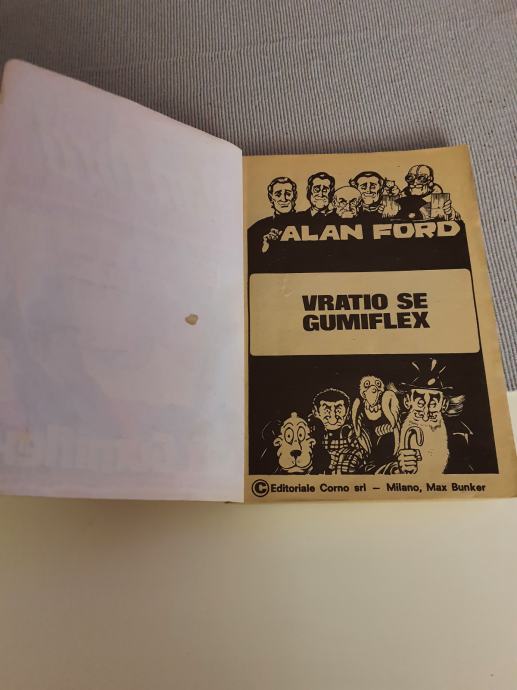 ALAN FORD
VRATIO SE
GUMIFLEX
©Editoriale Corno srl – Milano, Max Bunker